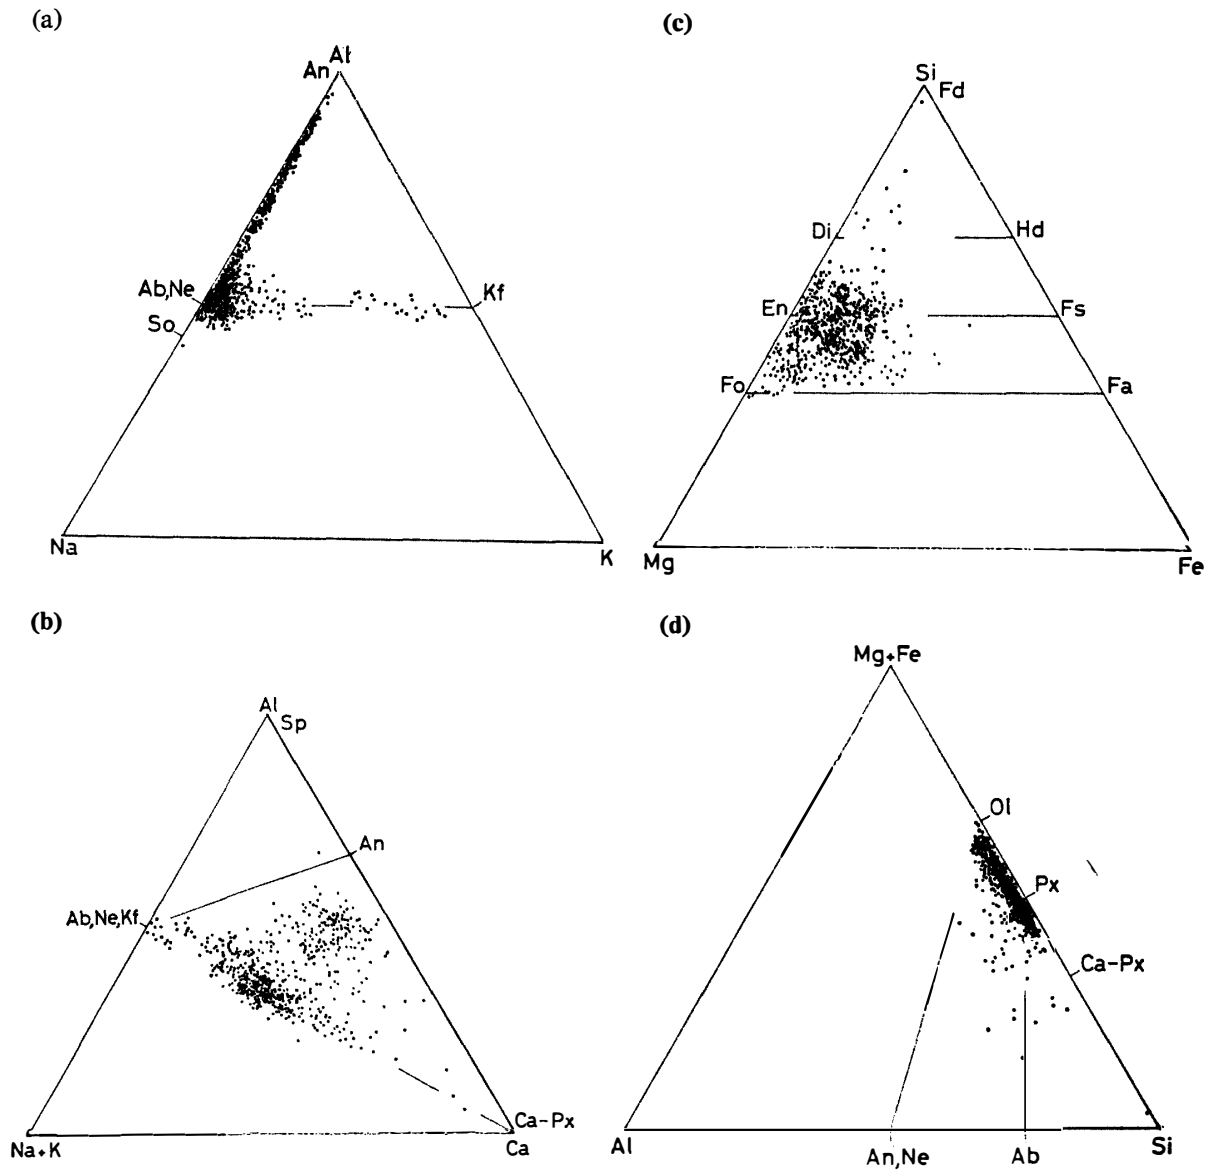 (a)
Al
An
Ab,Ne
So
Kf
Na
K
(c)
Si
Fd
Di
Hd
En
Fs
Fo
Fa
Mg
Fe
(b)
Al
Sp
An
Ab,Ne,Kf
Ca-Px
Na+K
Ca
(d)
Mg+Fe
Ol
Px
Ca-Px
Al
An,Ne
Ab
Si